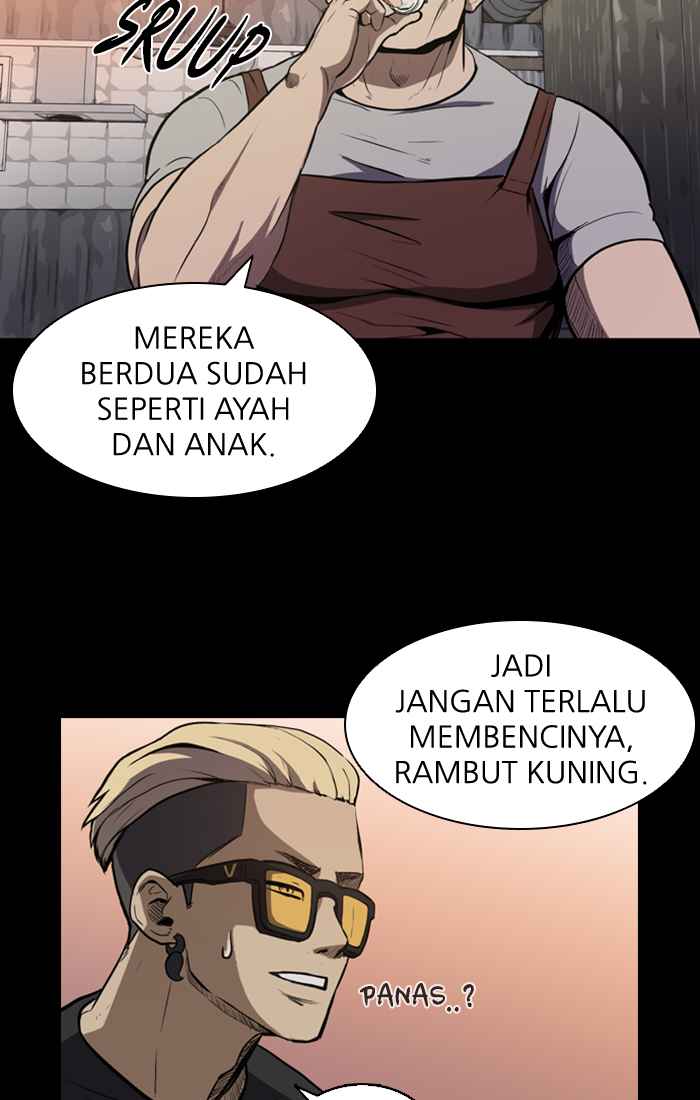 SRUUP
MEREKA
BERDUA SUDAH
SEPERTI AYAH
DAN ANAK.
JADI
JANGAN TERLALU
MEMBENCINYA,
RAMBUT KUNING.
PANAS..?